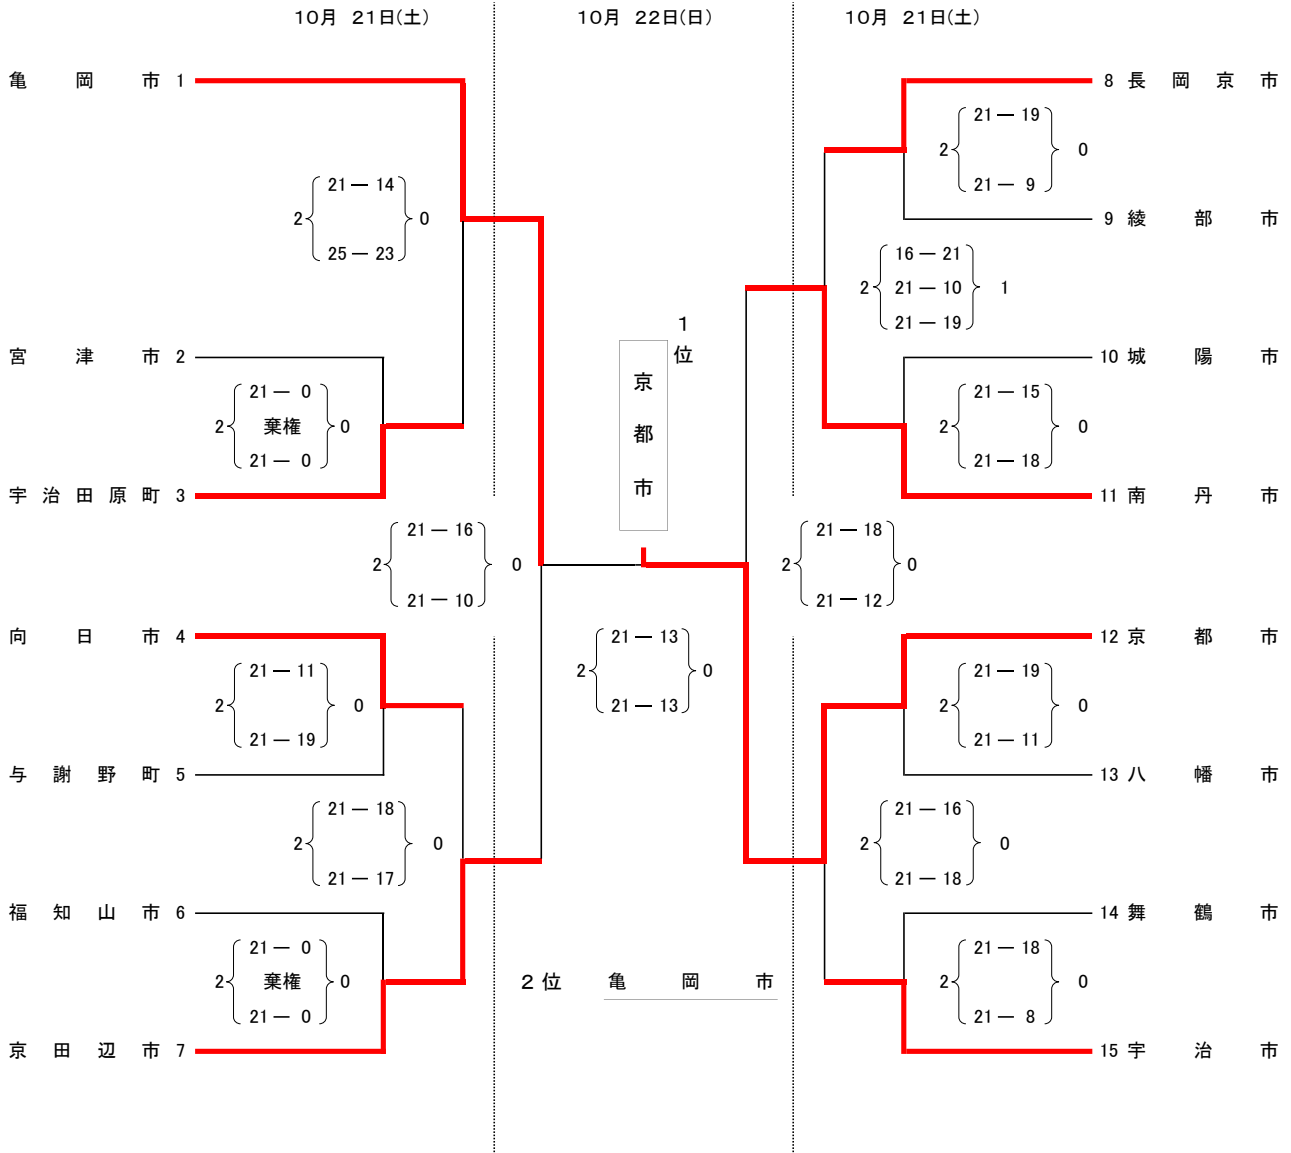 10月 21日(土)
10月 22日(日)
10月 21日(土)
亀岡市 1
21 — 14
2 0
25 — 23
宮津市 2
21 — 0
2 棄権 0
21 — 0
宇治田原町 3
21 — 16
2 0
21 — 10
向日市 4
21 — 11
2 0
21 — 19
与謝野町 5
21 — 18
2 0
21 — 17
福知山市 6
21 — 0
2 棄権 0
21 — 0
京田辺市 7
1位
京都市
21 — 13
2 0
21 — 13
2位 亀岡市
8 長岡京市
21 — 19
2 0
21 — 9
9 綾部市
16 — 21
2 21 — 10 1
21 — 19
10 城陽市
21 — 15
2 0
21 — 18
11 南丹市
21 — 18
2 0
21 — 12
12 京都市
21 — 19
2 0
21 — 11
13 八幡市
21 — 16
2 0
21 — 18
14 舞鶴市
21 — 18
2 0
21 — 8
15 宇治市